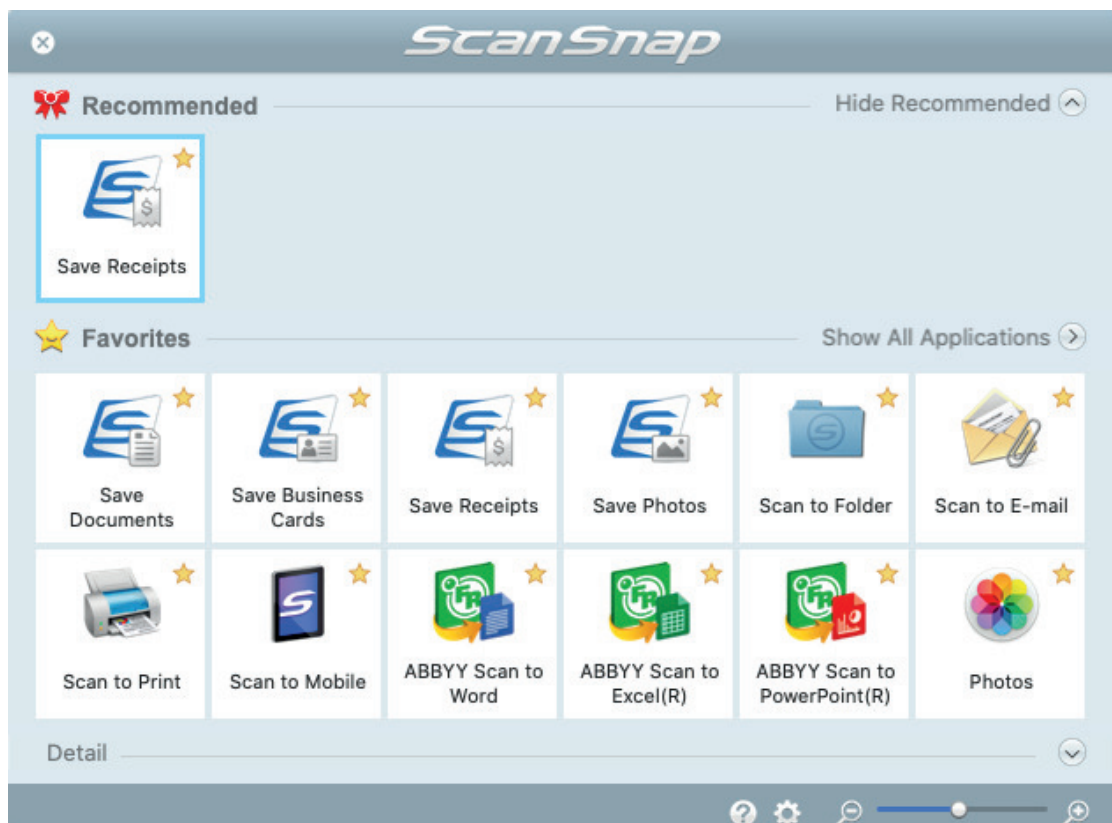 ScanSnap
Recommended
Hide Recommended
Save Receipts
Favorites
Show All Applications
Save
Documents
Save Business
Cards
Save Receipts
Save Photos
Scan to Folder
Scan to E-mail
Scan to Print
Scan to Mobile
ABBYY Scan to
Word
ABBYY Scan to
Excel(R)
ABBYY Scan to
PowerPoint(R)
Photos
Detail